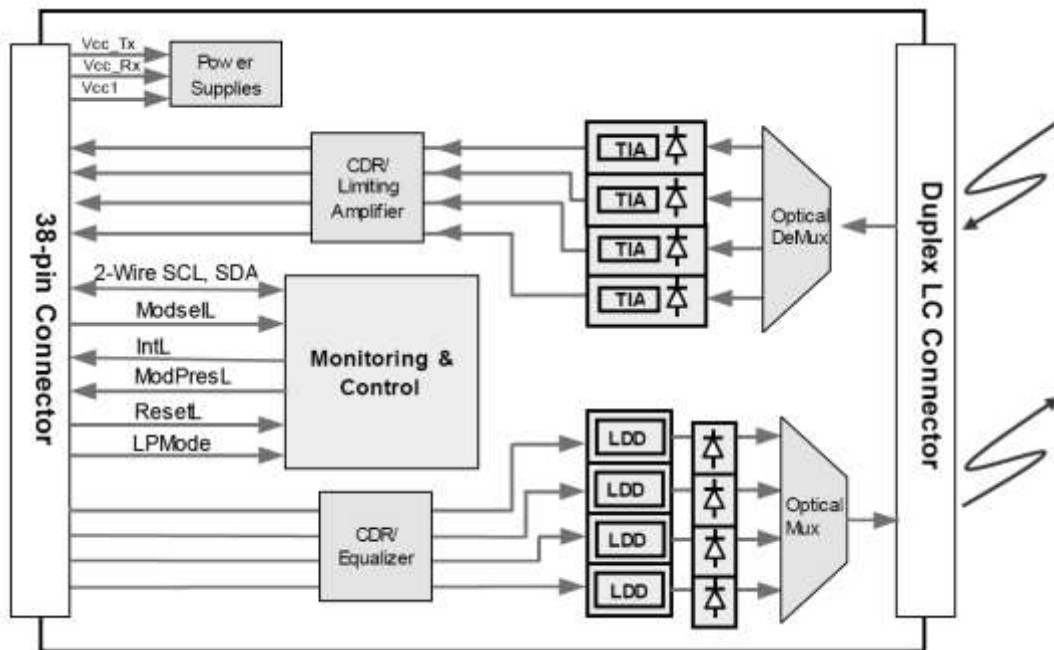 Vcc_Tx
Vcc_Rx
Vcc1
Power
Supplies
38-pin Connector
CDR/
Limiting
Amplifier
TIA
TIA
TIA
TIA
Optical
DeMux
Duplex LC Connector
2-Wire SCL, SDA
ModselL
IntL
ModPresL
ResetL
LPMode
Monitoring &
Control
CDR/
Equalizer
LDD
LDD
LDD
LDD
Optical
Mux